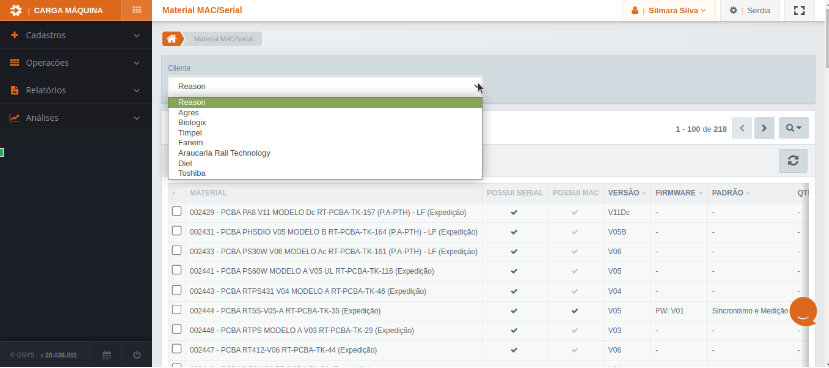 CARGA MÁQUINA
Material MAC/Serial
Silmara Silva
Serdia
Cadastros
Operações
Relatórios
Análises
Material MAC/Serial
Cliente
Reason
Reason
Agres
Biologix
Timpel
Fanem
Araucaria Rail Technology
Diel
Toshiba
1 - 100 de 218
- MATERIAL POSSUI SERIAL POSSUI MAC VERSÃO FIRMWARE PADRÃO QTD
002429 - PCBA PA8 V11 MODELO Dc RT-PCBA-TK-157 (P.A-PTH) - LF (Expedição) V11Dc - - -
002431 - PCBA PHSDIO V05 MODELO B RT-PCBA-TK-164 (P.A-PTH) - LF (Expedição) V05B - - -
002433 - PCBA PS30W V06 MODELO Ac RT-PCBA-TK-161 (P.A-PTH) - LF (Expedição) V06 - - -
002441 - PCBA PS60W MODELO A V05 UL RT-PCBA-TK-116 (Expedição) V05 - - -
002443 - PCBA RTPS431 V04 MODELO A RT-PCBA-TK-46 (Expedição) V04 - - -
002444 - PCBA RT5S-V05-A RT-PCBA-TK-35 (Expedição) V05 FW: V01 Sincronismo e Medição
002446 - PCBA RTPS MODELO A V03 RT-PCBA-TK-29 (Expedição) V03 - - -
002447 - PCBA RT412-V06 RT-PCBA-TK-44 (Expedição) V06 - - -
© GSYS - v 20.038.001